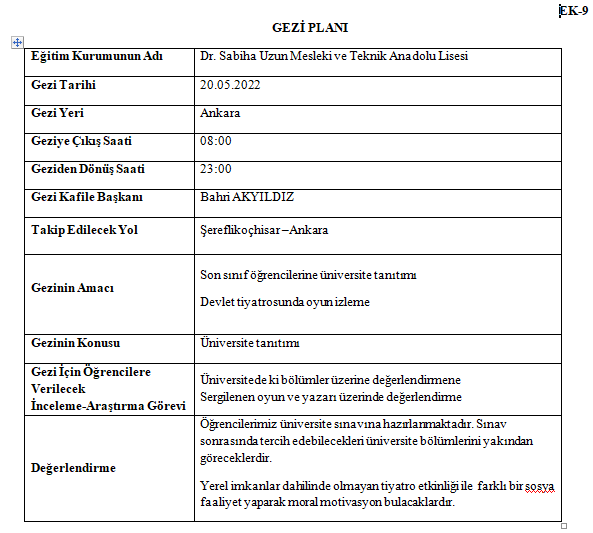 EK-9
GEZİ PLANI
Eğitim Kurumunun Adı
Dr. Sabiha Uzun Mesleki ve Teknik Anadolu Lisesi
Gezi Tarihi
20.05.2022
Gezi Yeri
Ankara
Geziye Çıkış Saati
08:00
Geziden Dönüş Saati
23:00
Gezi Kafile Başkanı
Bahri AKYILDIZ
Takip Edilecek Yol
Şereflikoçhisar –Ankara
Gezinin Amacı
Son sınıf öğrencilerine üniversite tanıtımı
Devlet tiyatrosunda oyun izleme
Gezinin Konusu
Üniversite tanıtımı
Gezi İçin Öğrencilere
Verilecek
İnceleme-Araştırma Görevi
Üniversitede ki bölümler üzerine değerlendirmene
Sergilenen oyun ve yazarı üzerinde değerlendirme
Değerlendirme
Öğrencilerimiz üniversite sınavına hazırlanmaktadır. Sınav
sonrasında tercih edebilecekleri üniversite bölümlerini yakından
göreceklerdir.
Yerel imkanlar dahilinde olmayan tiyatro etkinliği ile farklı bir sosya
faaliyet yaparak moral motivasyon bulacaklardır.